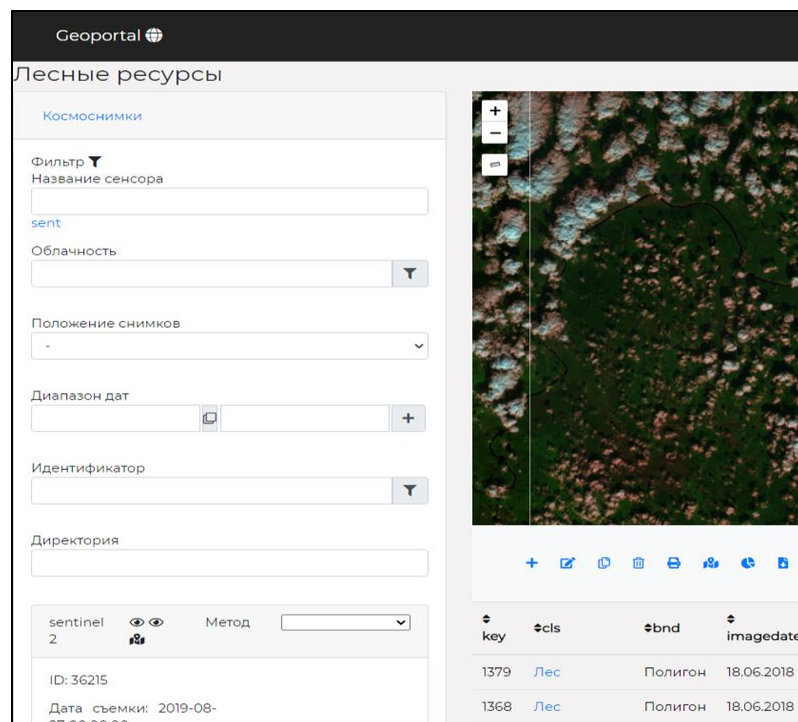 Geoportal
Лесные ресурсы
Космоснимки
Фильтр
Название сенсора
sent
Облачность
Положение снимков
-
Диапазон дат
Идентификатор
Директория
sentinel 
2
Метод
ID: 36215
Дата съемки: 2019-08-
key
cls
bnd
imagedate
1379 Лес Полигон 18.06.2018
1368 Лес Полигон 18.06.2018